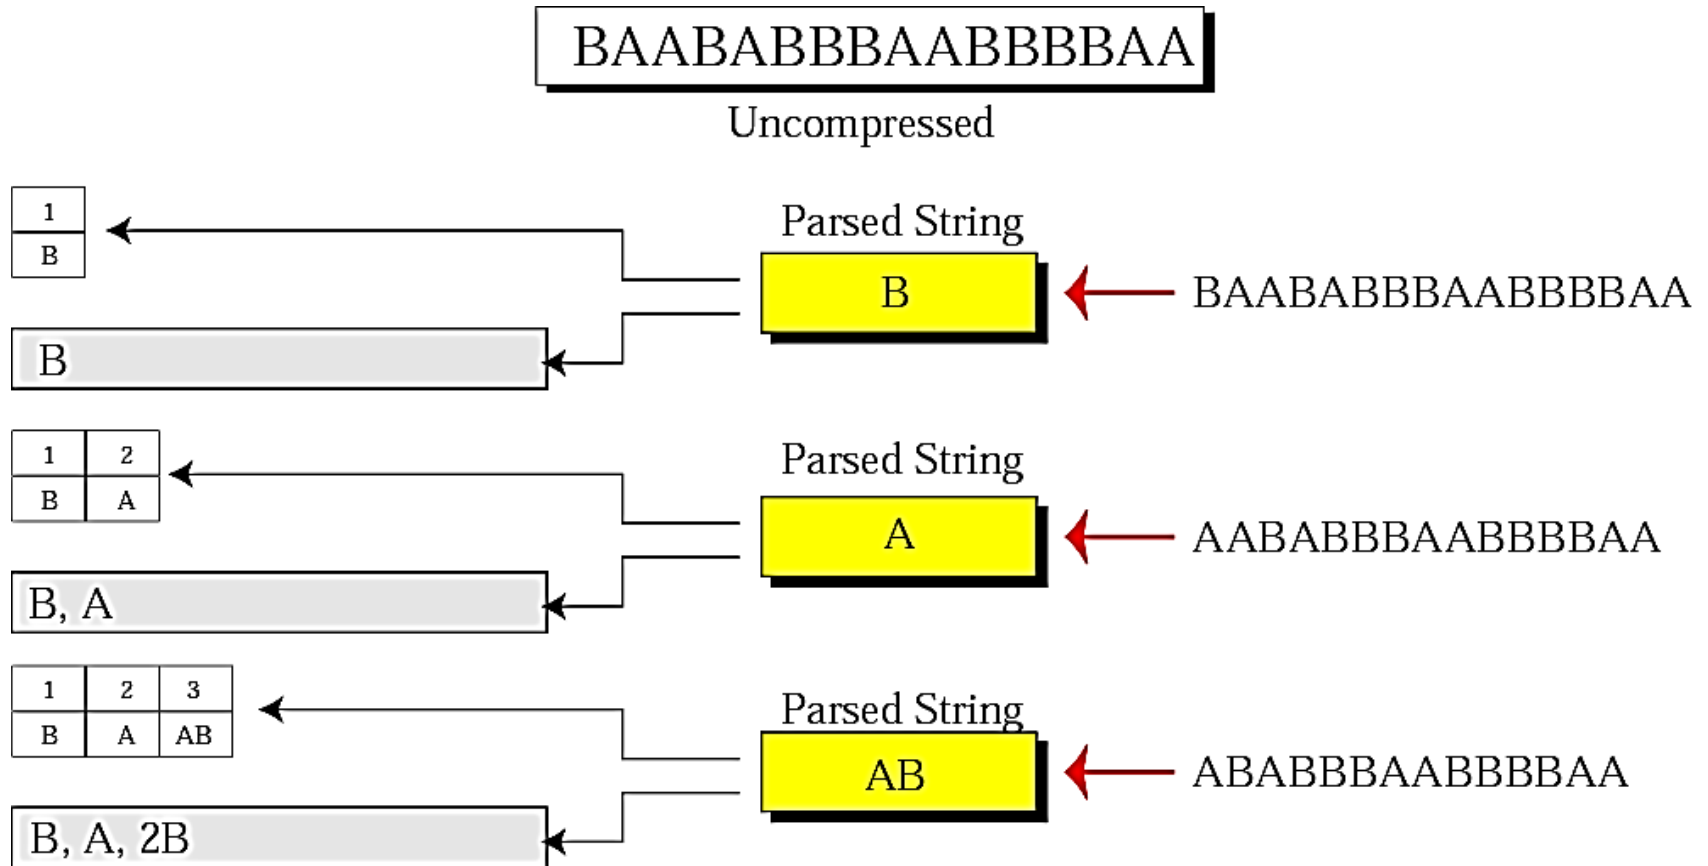 BAABABBBAABBBBAA
Uncompressed
1
B
Parsed String
B
BAABABBBAABBBBAA
B
1 2
B A
Parsed String
A
AABABBBAABBBBAA
B, A
1 2 3
B A AB
Parsed String
AB
ABABBBAABBBBAA
B, A, 2B